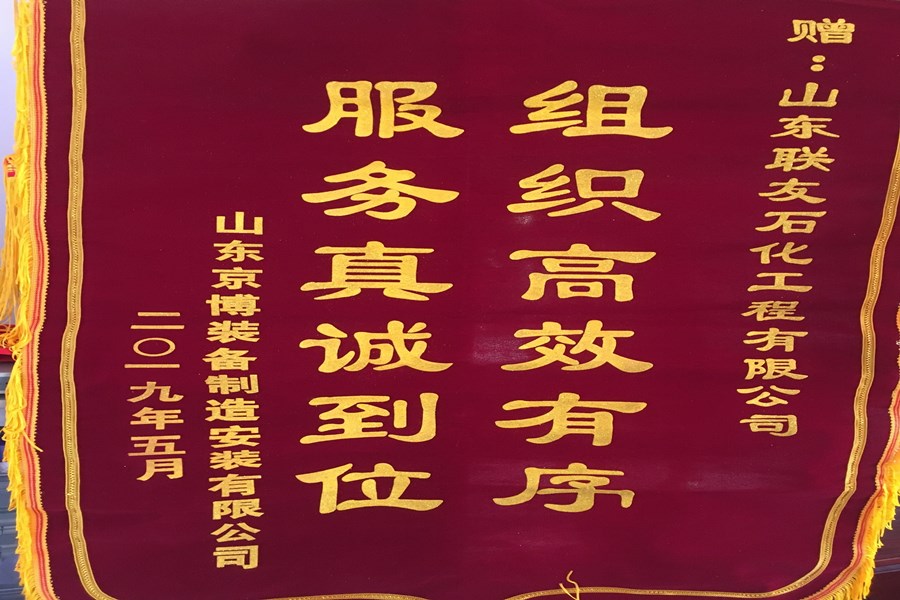 赠：山东联友石化工程有限公司
组织高效有序
服务真诚到位
山东京博装备制造安装有限公司
二〇一九年五月